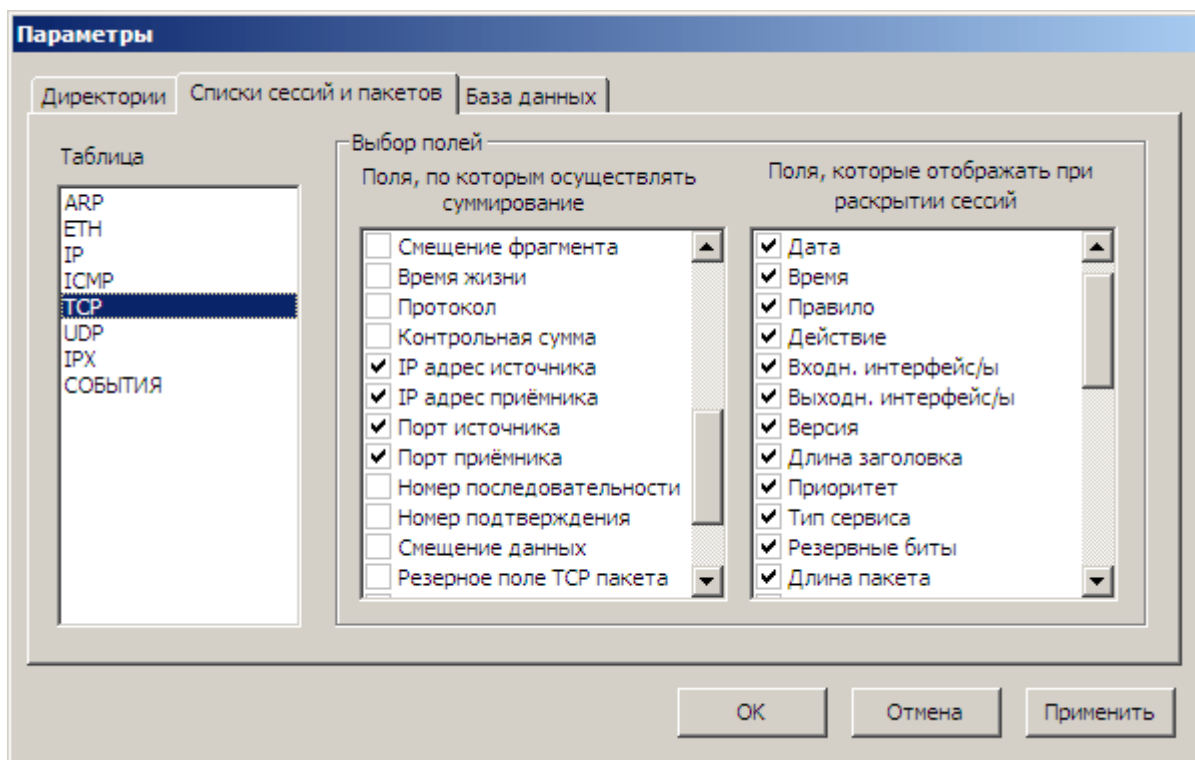 Параметры
Директории
Списки сессий и пакетов
База данных
Таблица
ARP
ETH
IP
ICMP
TCP
UDP
IPX
СОБЫТИЯ
Выбор полей
Поля, по которым осуществлять
суммирование
Смещение фрагмента
Время жизни
Протокол
Контрольная сумма
IP адрес источника
IP адрес приёмника
Порт источника
Порт приёмника
Номер последовательности
Номер подтверждения
Смещение данных
Резерное поле TCP пакета
Поля, которые отображать при
раскрытии сессий
Дата
Время
Правило
Действие
Входн. интерфейс/ы
Выходн. интерфейс/ы
Версия
Длина заголовка
Приоритет
Тип сервиса
Резервные биты
Длина пакета
OK
Отмена
Применить